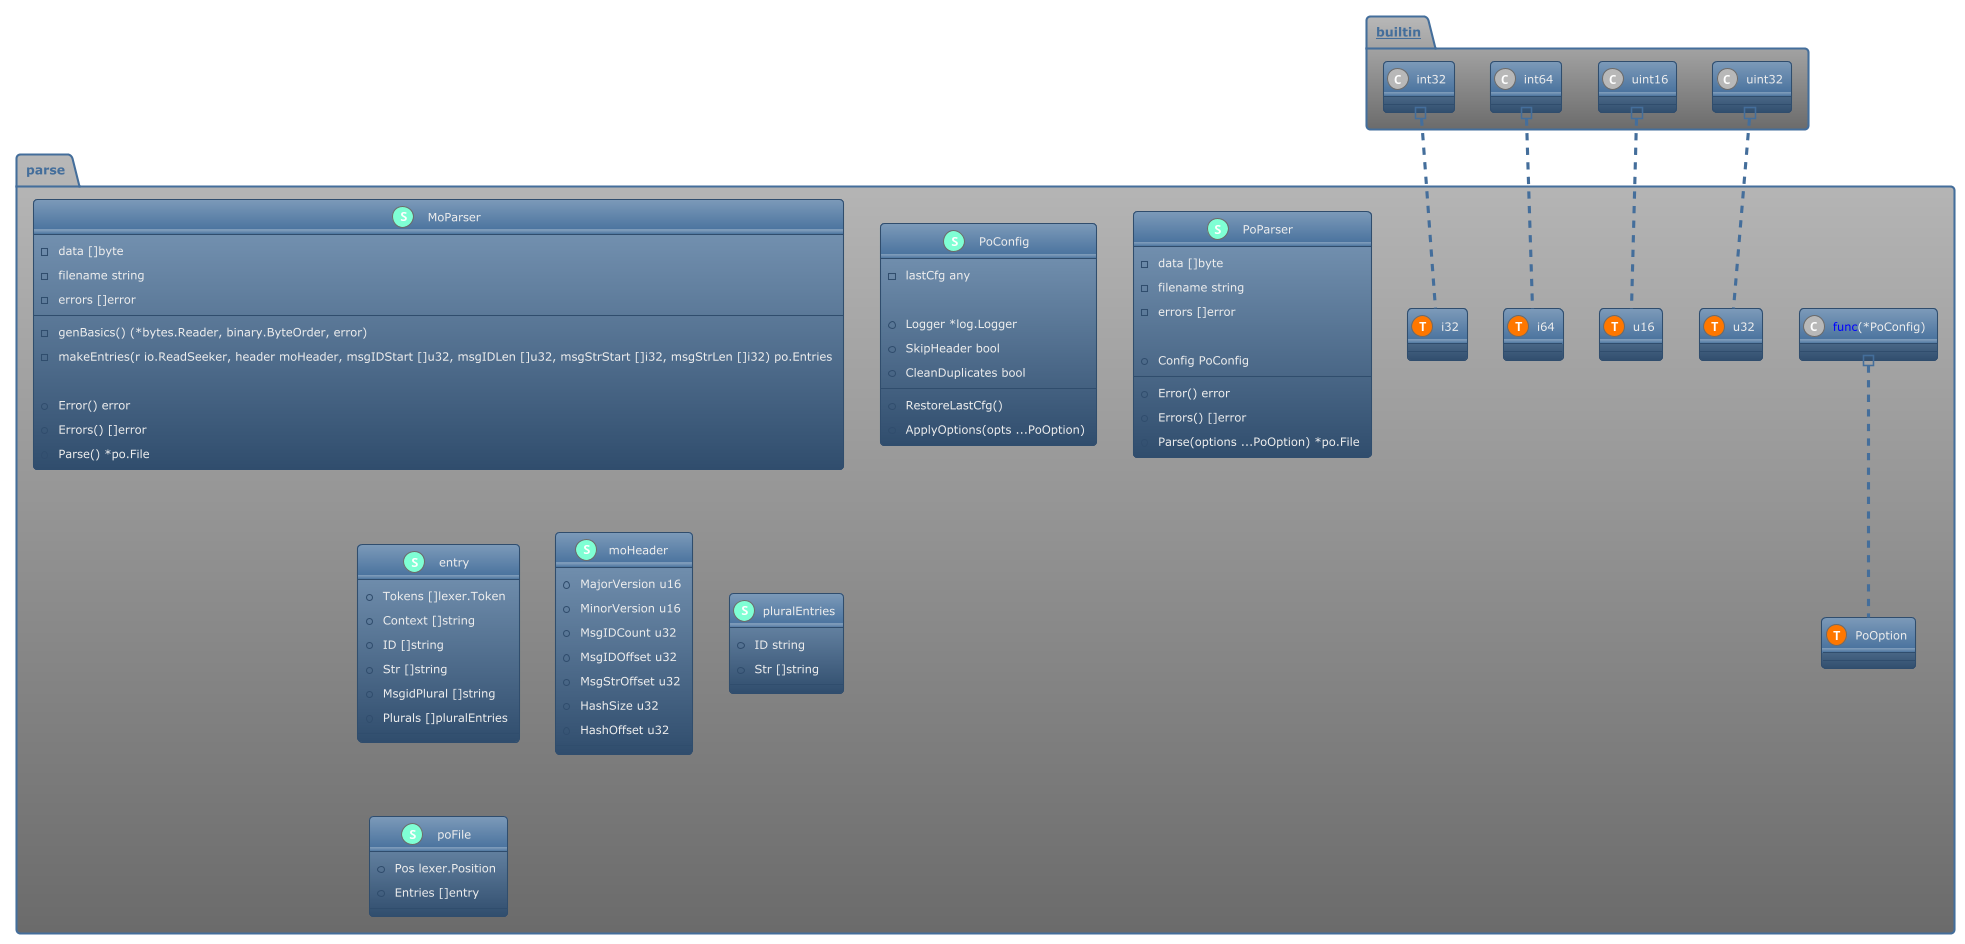 builtin
C int32
C int64
C uint16
C uint32
parse
S MoParser
data []byte
filename string
errors []error
genBasics() (*bytes.Reader, binary.ByteOrder, error)
makeEntries(r io.ReadSeeker, header moHeader, msgIDStart []u32, msgIDLen []u32, msgStrStart []i32, msgStrLen []i32) po.Entries
Error() error
Errors() []error
Parse() *po.File
S PoConfig
lastCfg any
Logger *log.Logger
SkipHeader bool
CleanDuplicates bool
RestoreLastCfg()
ApplyOptions(opts ...PoOption)
S PoParser
data []byte
filename string
errors []error
Config PoConfig
Error() error
Errors() []error
Parse(options ...PoOption) *po.File
T i32
T i64
T u16
T u32
C func(*PoConfig)
S entry
Tokens []lexer.Token
Context []string
ID []string
Str []string
MsgidPlural []string
Plurals []pluralEntries
S moHeader
MajorVersion u16
MinorVersion u16
MsgIDCount u32
MsgIDOffset u32
MsgStrOffset u32
HashSize u32
HashOffset u32
S pluralEntries
ID string
Str []string
T PoOption
S poFile
Pos lexer.Position
Entries []entry